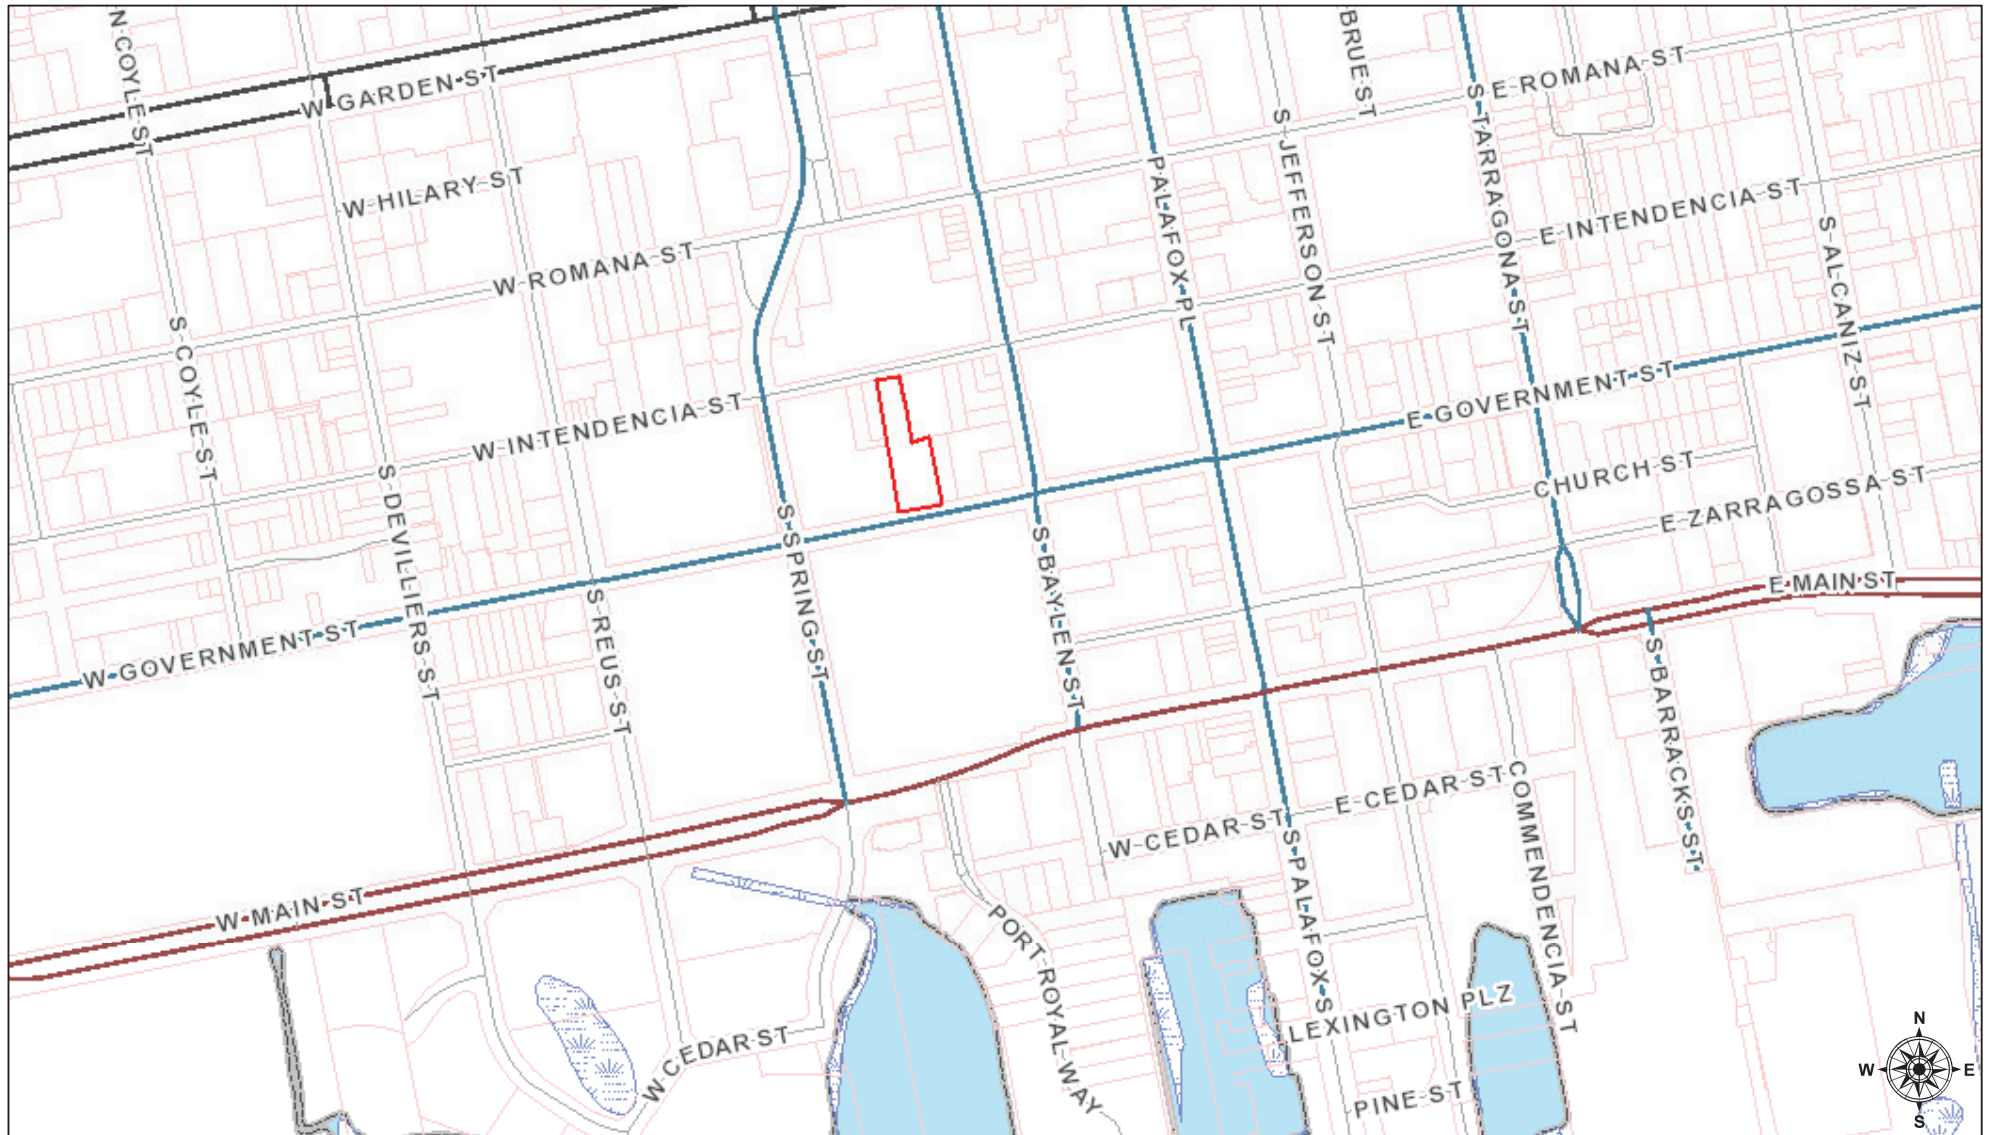 N COYLE ST
W GARDEN ST
BRUE ST
E ROMANA ST
S TARRAGONA ST
S JEFFERSON ST
PALAFOX PL
W HILARY ST
E INTENDENCIA ST
W ROMANA ST
S ALCANIZ ST
S COYLE ST
W INTENDENCIA ST
E GOVERNMENT ST
CHURCH ST
E ZARRAGOSSA ST
S DEVILLIERS ST
S SPRING ST
S BAYLEN ST
S REUS ST
W GOVERNMENT ST
E MAIN ST
S BARRACKS ST
E CEDAR ST
COMMENDENCIA ST
W CEDAR ST
S PALAFOX S
W MAIN ST
PORT ROYAL WAY
LEXINGTON PLZ
W CEDAR ST
PINE ST
N
W E
S